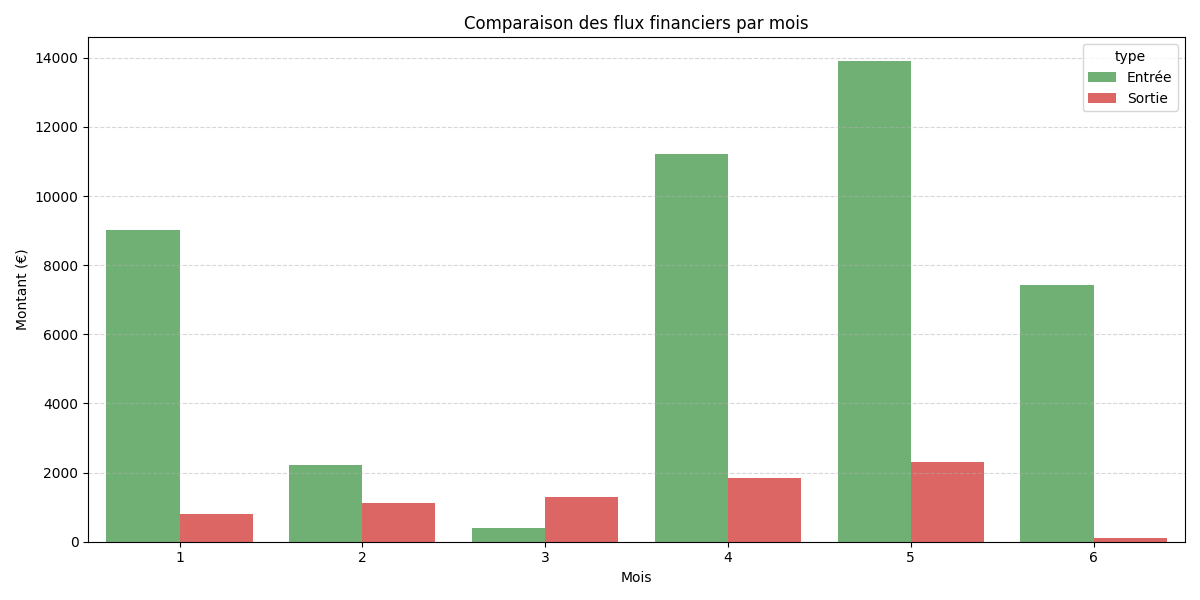 Comparaison des flux financiers par mois
type
Entrée
Sortie
Montant (€)
14000
12000
10000
8000
6000
4000
2000
0
1 2 3 4 5 6
Mois